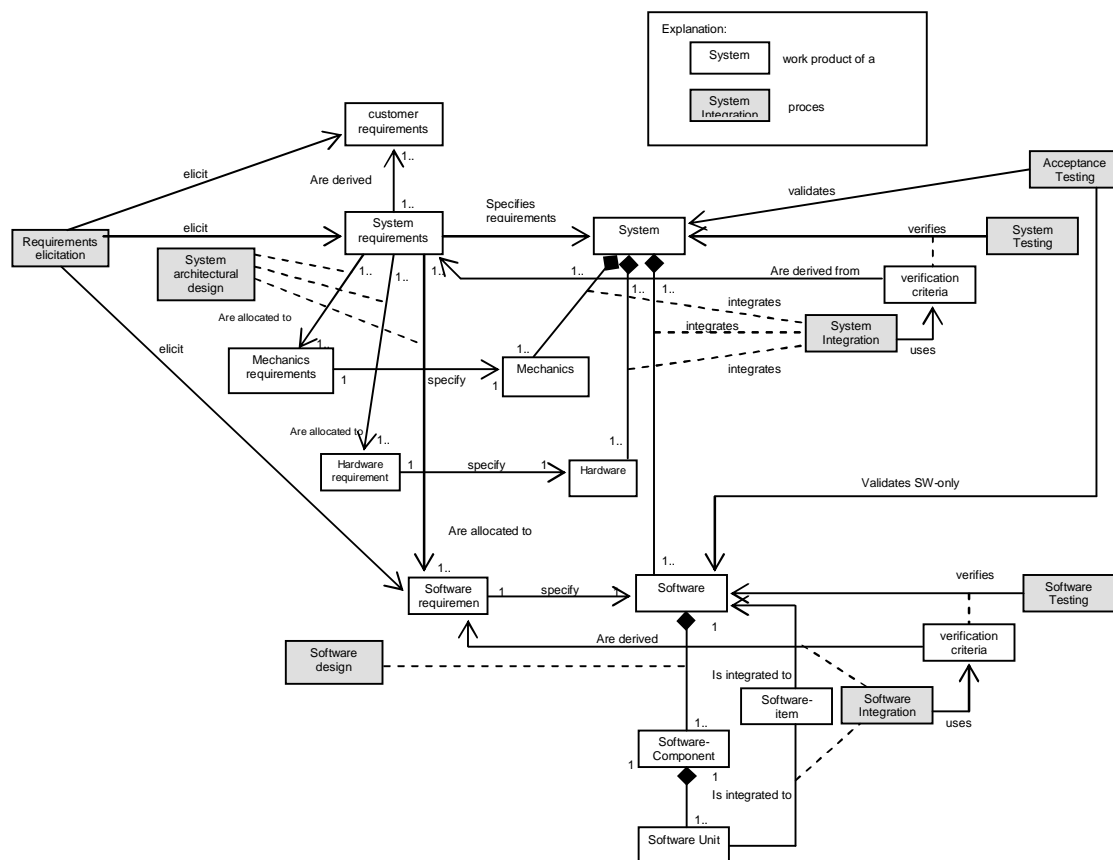 Explanation:
System
work product of a
System
Integration
proces
customer
requirements
Acceptance
Testing
elicit
1..
Are derived
validates
1..
Specifies
requirements
System
requirements
System
verifies
System
Testing
Requirements
elicitation
elicit
System
architectural
design
1..
1..
1..
1..
1..
1..
Are derived from
verification
criteria
integrates
Are allocated to
integrates
System
Integration
uses
elicit
1..
Mechanics
requirements
1
specify
1..
1
Mechanics
integrates
Are allocated to
1..
1..
Hardware
requirement
1
specify
1
Hardware
Validates SW-only
Are allocated to
1..
1..
Software
requiremen
1
specify
1
Software
1
verifies
Software
Testing
Software
design
Are derived
verification
criteria
Is integrated to
Software-
item
Software
Integration
uses
1..
Software-
Component
1
1
Is integrated to
1..
Software Unit